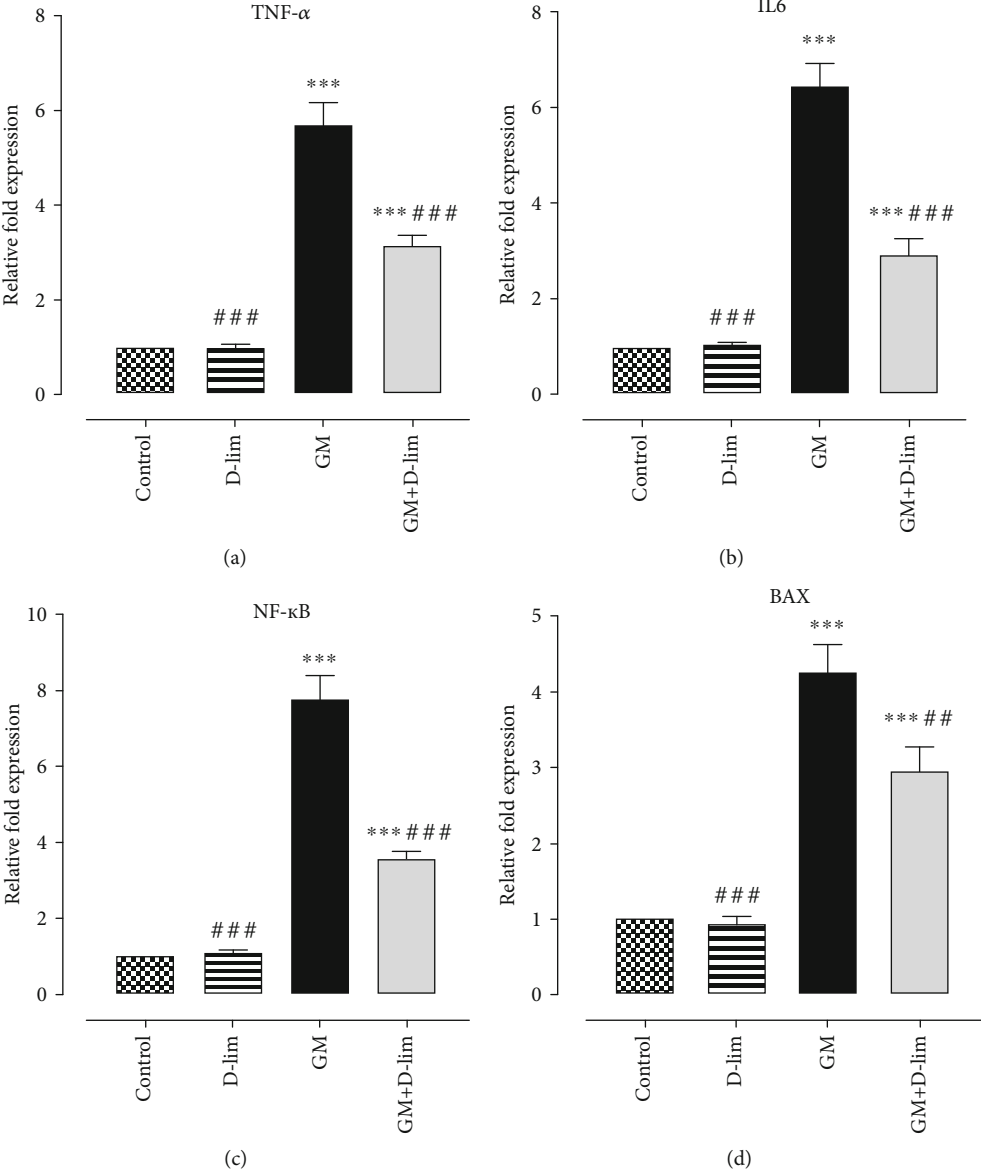 TNF-α
8
6
4
2
0
Relative fold expression
###
***
***###
Control
D-lim
GM
GM+D-lim
(a)
IL6
8
6
4
2
0
Relative fold expression
###
***
***###
Control
D-lim
GM
GM+D-lim
(b)
NF-κB
10
8
6
4
2
0
Relative fold expression
###
***
***###
Control
D-lim
GM
GM+D-lim
(c)
BAX
5
4
3
2
1
0
Relative fold expression
###
***
***##
Control
D-lim
GM
GM+D-lim
(d)